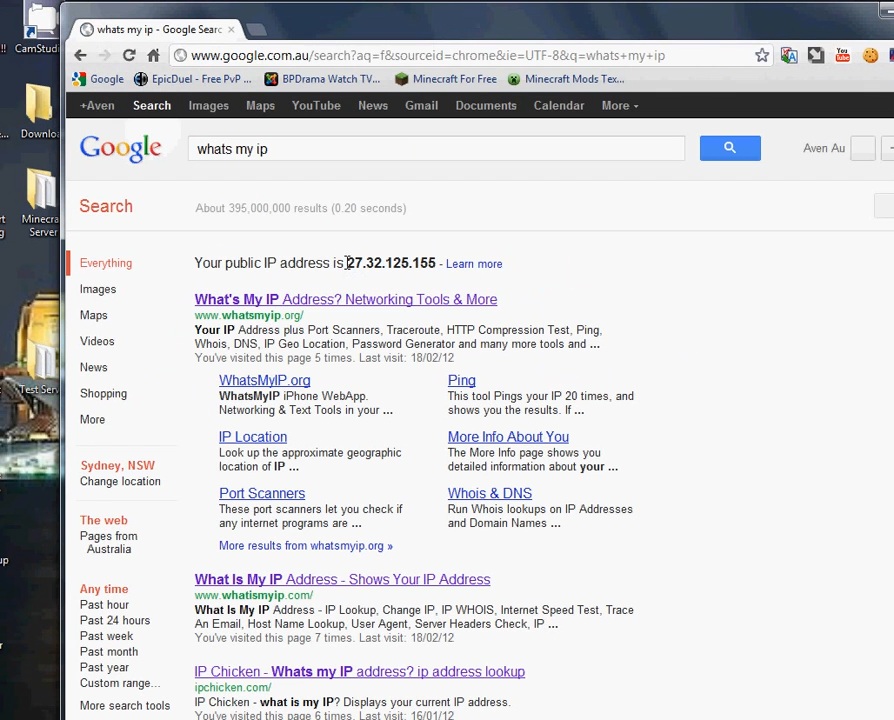 whats my ip - Google Searc
CamStudi
www.google.com.au/search?aq=f&sourceid=chrome&ie=UTF-8&q=whats+my+ip
Google EpicDuel - Free PvP ... BPDrama Watch TV... Minecraft For Free Minecraft Mods Tex...
+Aven Search Images Maps YouTube News Gmail Documents Calendar More
Downloa
Google whats my ip Aven Au
Search About 395,000,000 results (0.20 seconds)
Minecra
Server
Everything
Images
Maps
Videos
News
Shopping
More
Test Serv
Sydney, NSW
Change location
The web
Pages from
Australia
Any time
Past hour
Past 24 hours
Past week
Past month
Past year
Custom range...
More search tools
Your public IP address is 27.32.125.155 - Learn more
What's My IP Address? Networking Tools & More
www.whatsmyip.org/
Your IP Address plus Port Scanners, Traceroute, HTTP Compression Test, Ping,
Whois, DNS, IP Geo Location, Password Generator and many more tools and ...
You've visited this page 5 times. Last visit: 18/02/12
WhatsMyIP.org
WhatsMyIP iPhone WebApp.
Networking & Text Tools in your ...
Ping
This tool Pings your IP 20 times, and
shows you the results. If ...
IP Location
Look up the approximate geographic
location of IP ...
More Info About You
The More Info page shows you
detailed information about your ...
Port Scanners
These port scanners let you check if
any internet programs are ...
Whois & DNS
Run Whois lookups on IP Addresses
and Domain Names ...
More results from whatsmyip.org »
What Is My IP Address - Shows Your IP Address
www.whatismyip.com/
What Is My IP Address - IP Lookup, Change IP, IP WHOIS, Internet Speed Test, Trace
An Email, Host Name Lookup, User Agent, Server Headers Check, IP ...
You've visited this page 7 times. Last visit: 18/02/12
IP Chicken - Whats my IP address? ip address lookup
ipchicken.com/
IP Chicken - what is my IP? Displays your current IP address.
You've visited this page 6 times. Last visit: 16/01/12